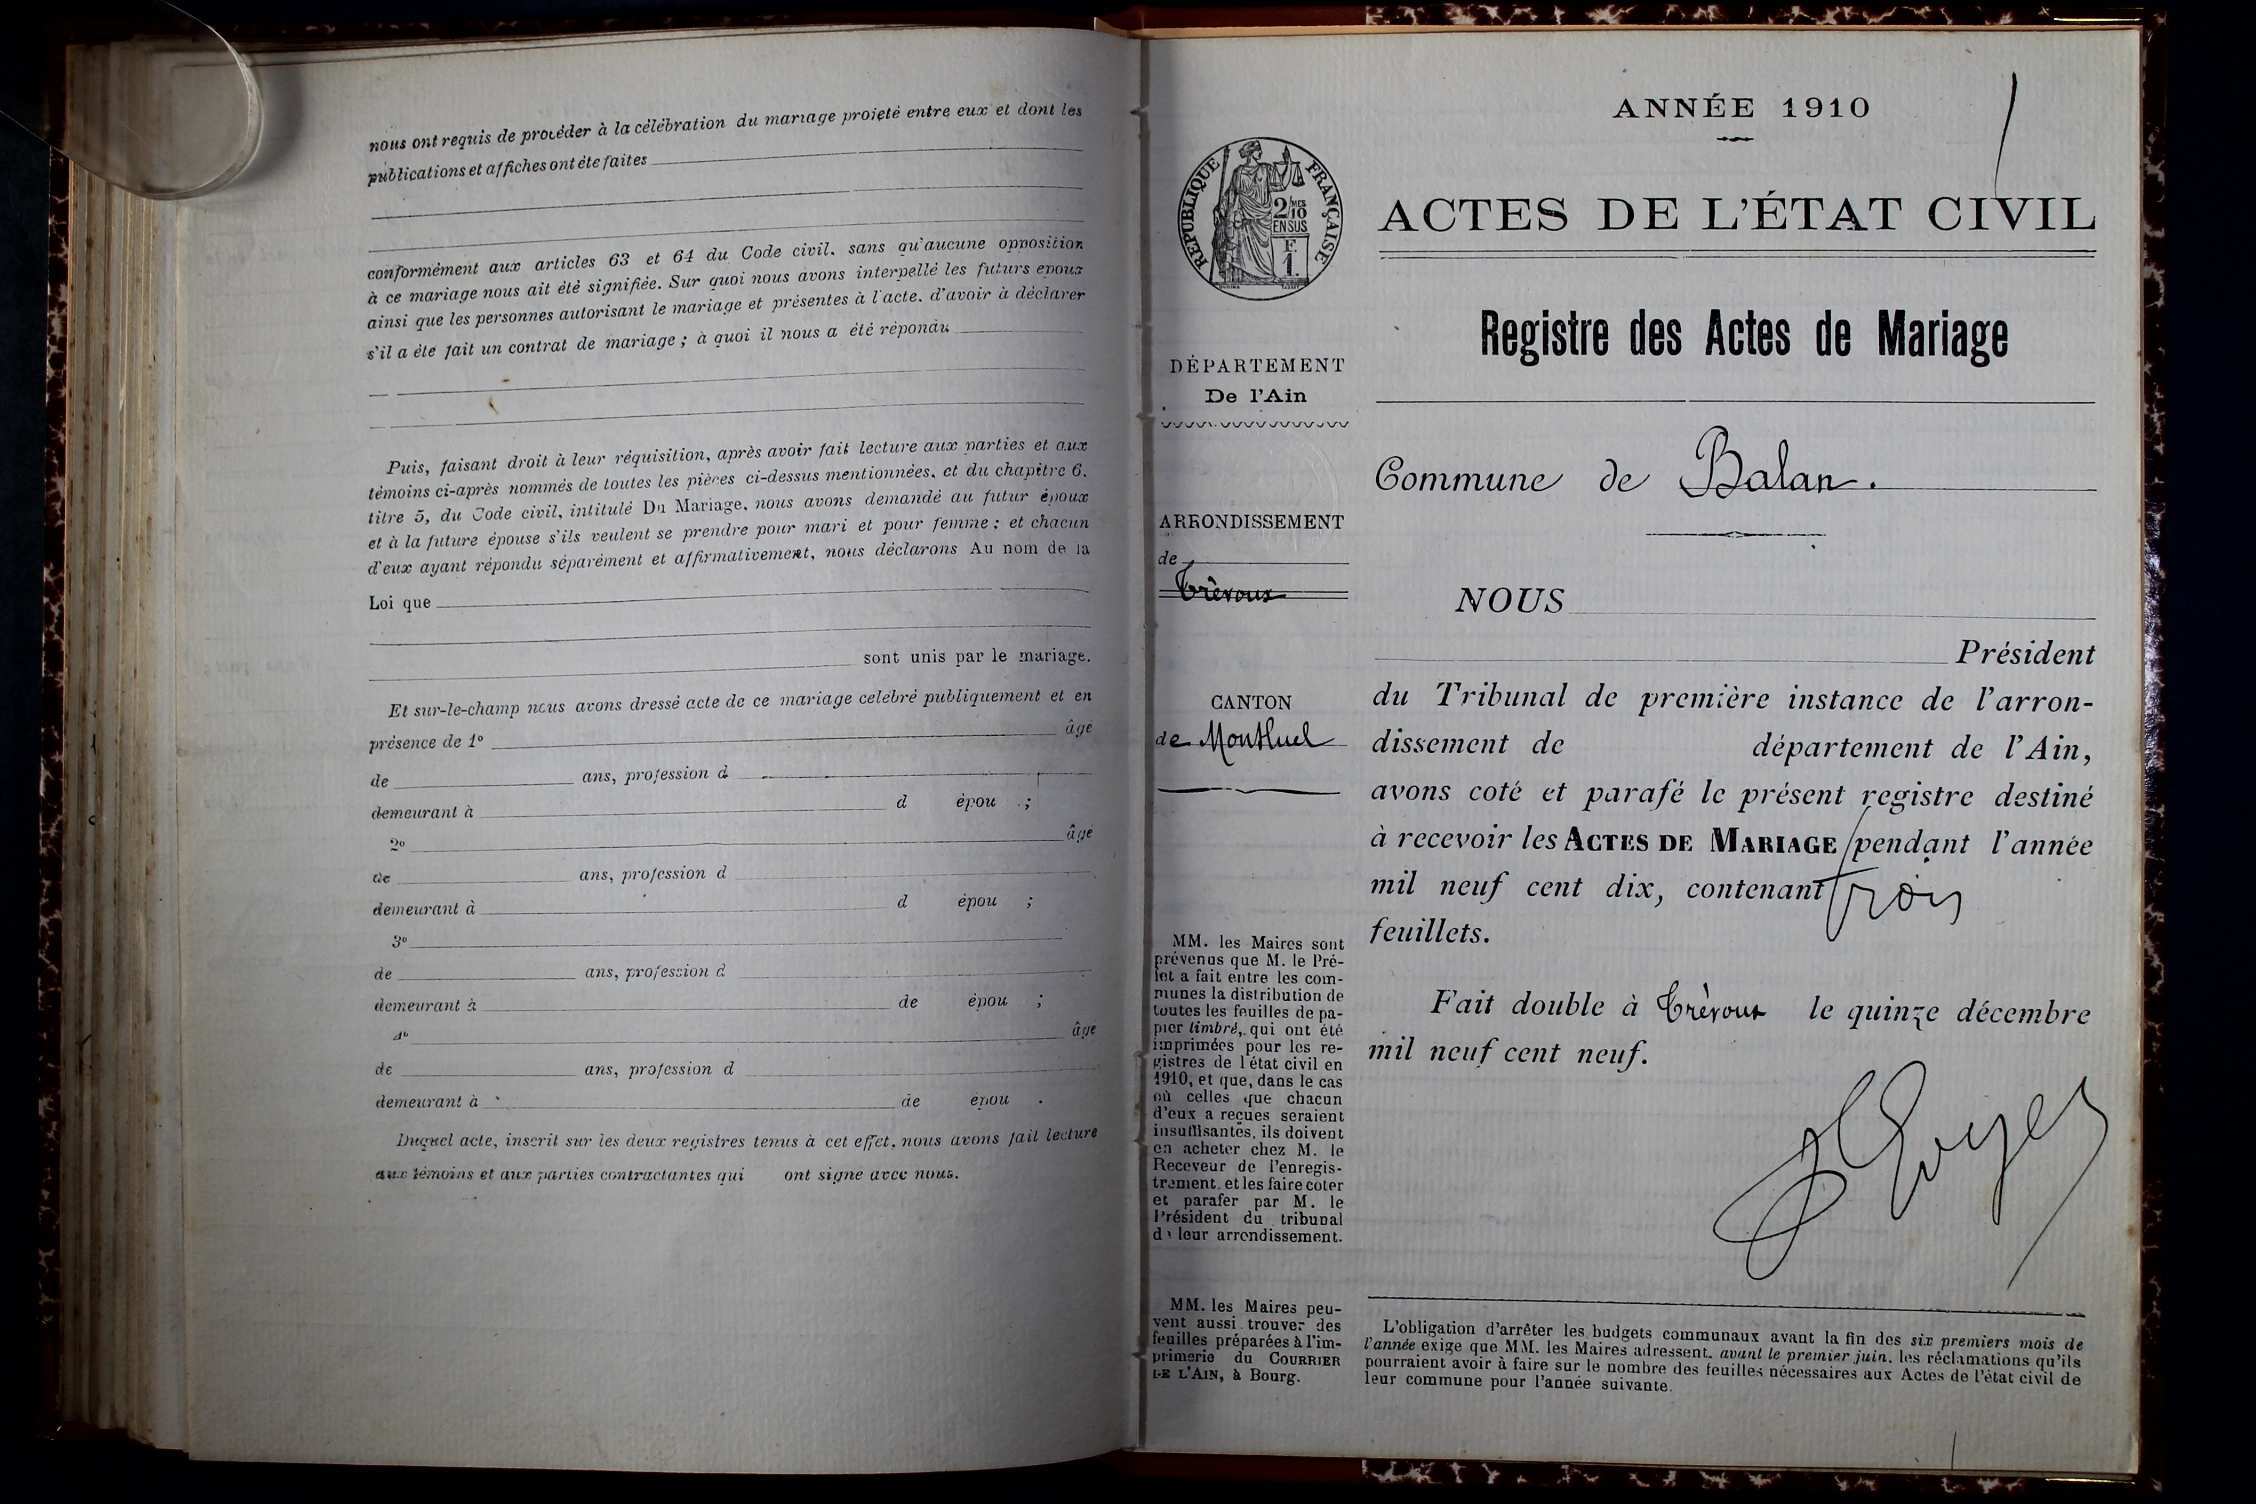 nous ont requis de procéder à la célébration du mariage projeté entre eux et dont les
publications et affiches ont été faites
conformément aux articles 63 et 64 du Code civil. sans qu'aucune opposition
à ce mariage nous ait été signifiée. Sur quoi nous avons interpellé les futurs epoux
ainsi que les personnes autorisant le mariage et présentes à l'acte. d'avoir à déclarer
s'il a été fait un contrat de mariage ; à quoi il nous a été répondu
Puis, faisant droit à leur réquisition, après avoir fait lecture aux parties et aux
témoins ci-après nommés de toutes les pièces ci-dessus mentionnées. et du chapitre 6.
titre 5, du Code civil, intitulé Du Mariage, nous avons demandé au futur époux
et à la future épouse s'ils veulent se prendre pour mari et pour femme ; et chacun
d'eux ayant répondu séparément et affirmativement, nous déclarons Au nom de la
Loi que
sont unis par le mariage.
Et sur-le-champ nous avons dressé acte de ce mariage celebré publiquement et en
présence de 1º âgé
de ans, profession d
demeurant à d épou ;
2º âgé
de ans, profession d
demeurant à d épou ;
3º
de ans, profession d
demeurant à de épou ;
4º âgé
de ans, profession d
demeurant à de épou .
Duquel acte, inscrit sur les deux registres tenus à cet effet, nous avons fait lecture
aux témoins et aux parties contractantes qui ont signe avec nous.
ANNÉE 1910
1
RÉPUBLIQUE FRANÇAISE
2/10 MES
EN SUS
F.
1.
ACTES DE L'ÉTAT CIVIL
Registre des Actes de Mariage
DÉPARTEMENT
De l'Ain
Commune de Balan.
ARRONDISSEMENT
de
Trévoux
CANTON
de Montluel
NOUS
Président
du Tribunal de première instance de l'arron-
dissement de département de l'Ain,
avons coté et parafé le présent registre destiné
à recevoir les ACTES DE MARIAGE pendant l'année
mil neuf cent dix, contenant trois
feuillets.
Fait double à Trévoux le quinze décembre
mil neuf cent neuf.
MM. les Maires sont
prévenus que M. le Pré-
fet a fait entre les com-
munes la distribution de
toutes les feuilles de pa-
pier timbré, qui ont été
imprimées pour les re-
gistres de l'état civil en
1910, et que, dans le cas
où celles que chacun
d'eux a reçues seraient
insuffisantes, ils doivent
en acheter chez M. le
Receveur de l'enregis-
trement. et les faire coter
et parafer par M. le
Président du tribunal
de leur arrondissement.
MM. les Maires peu-
vent aussi trouver des
feuilles préparées à l'im-
primerie du COURRIER
DE L'AIN, à Bourg.
L'obligation d'arrêter les budgets communaux avant la fin des six premiers mois de
l'année exige que MM. les Maires adressent. avant le premier juin. les réclamations qu'ils
pourraient avoir à faire sur le nombre des feuilles nécessaires aux Actes de l'état civil de
leur commune pour l'année suivante.